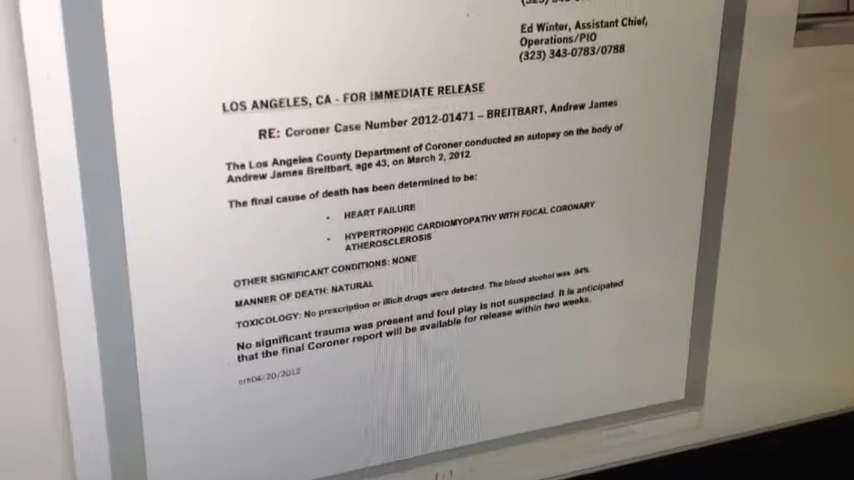 (323)
Ed Winter, Assistant Chief,
Operations/PIO
(323) 343-0783/0788
LOS ANGELES, CA - FOR IMMEDIATE RELEASE
RE: Coroner Case Number 2012-01471 – BREITBART, Andrew James
The Los Angeles County Department of Coroner conducted an autopsy on the body of
Andrew James Breitbart, age 43, on March 2, 2012.
The final cause of death has been determined to be:
• HEART FAILURE
• HYPERTROPHIC CARDIOMYOPATHY WITH FOCAL CORONARY
ATHEROSCLEROSIS
OTHER SIGNIFICANT CONDITIONS: NONE
MANNER OF DEATH: NATURAL
TOXICOLOGY: No prescription or illicit drugs were detected. The blood alcohol was .04%.
No significant trauma was present and foul play is not suspected. It is anticipated
that the final Coroner report will be available for release within two weeks.
04/20/2012
1 / 1